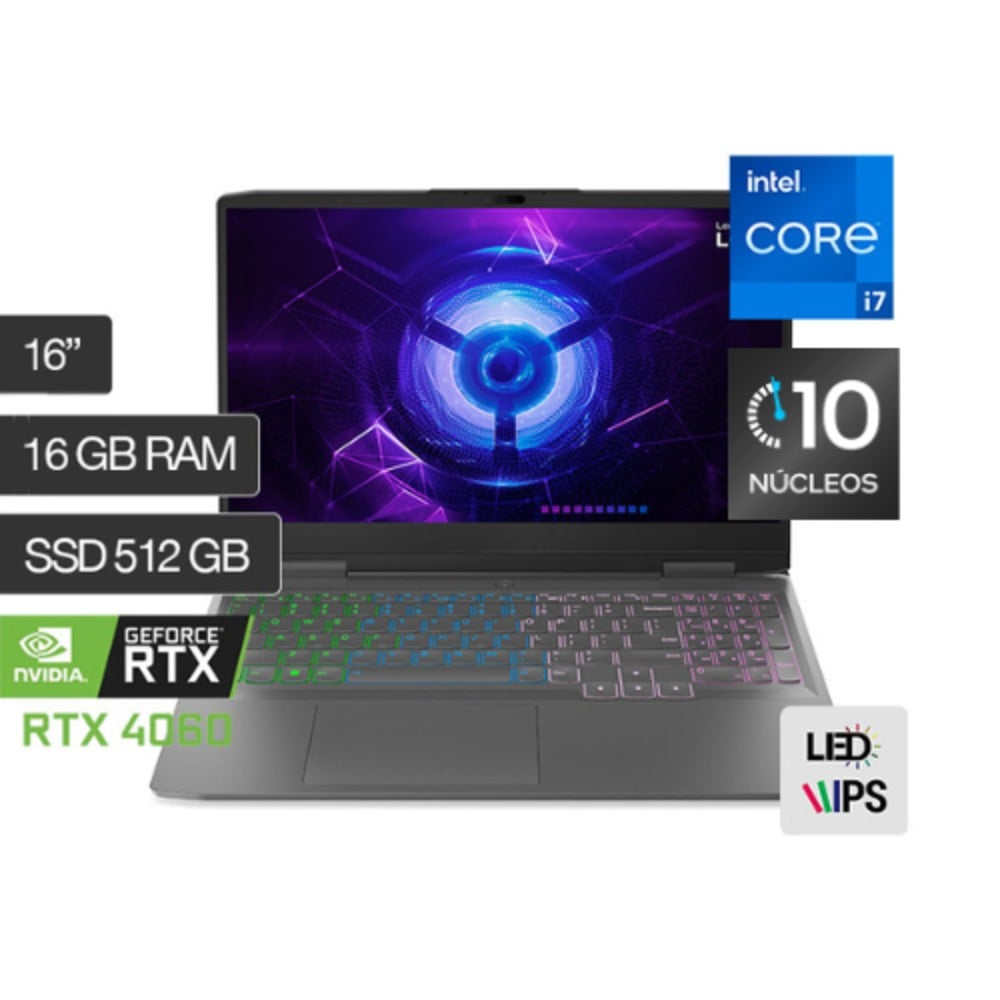 intel.
CORE
i7
16”
10
NÚCLEOS
16 GB RAM
SSD 512 GB
NVIDIA.
GEFORCE
RTX
RTX 4060
LED
IPS